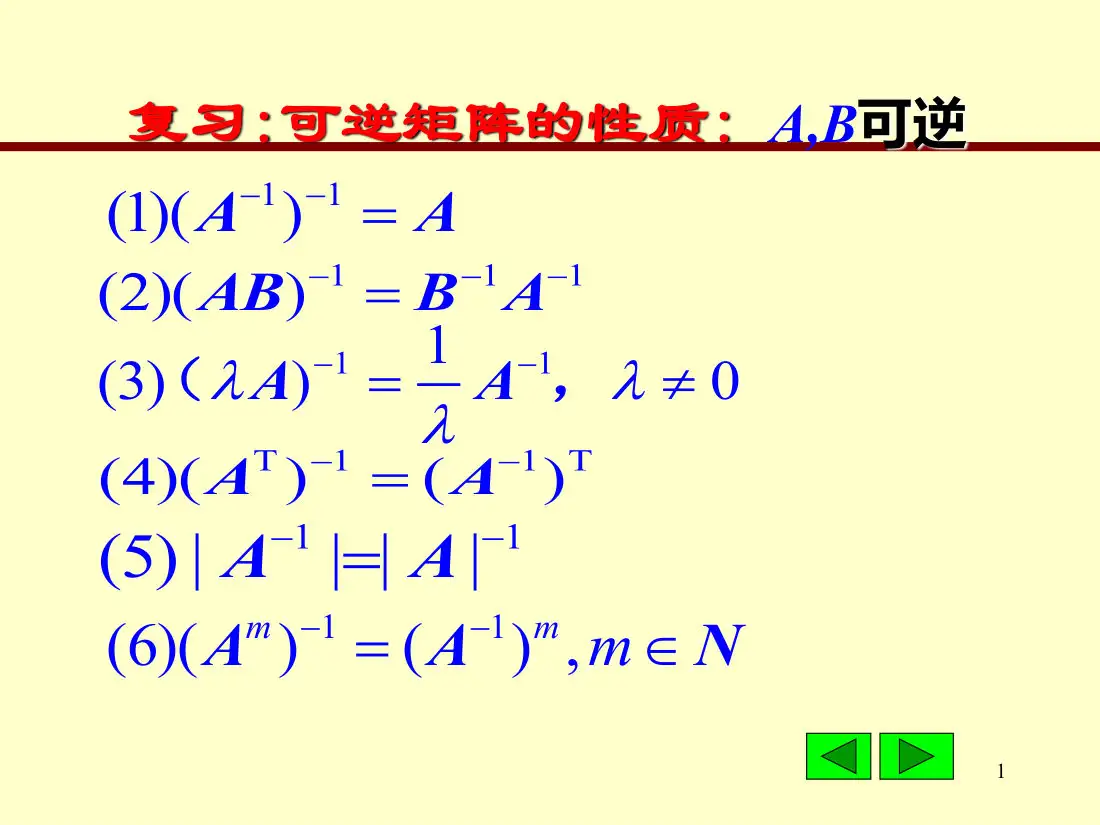 复习:可逆矩阵的性质: A,B可逆
(1)(A⁻¹)⁻¹ = A
(2)(AB)⁻¹ = B⁻¹A⁻¹
(3)（λA)⁻¹ = 1/λ A⁻¹，λ ≠ 0
(4)(Aᵀ)⁻¹ = (A⁻¹)ᵀ
(5)|A⁻¹|=|A|⁻¹
(6)(Aᵐ)⁻¹ = (A⁻¹)ᵐ,m∈N
1